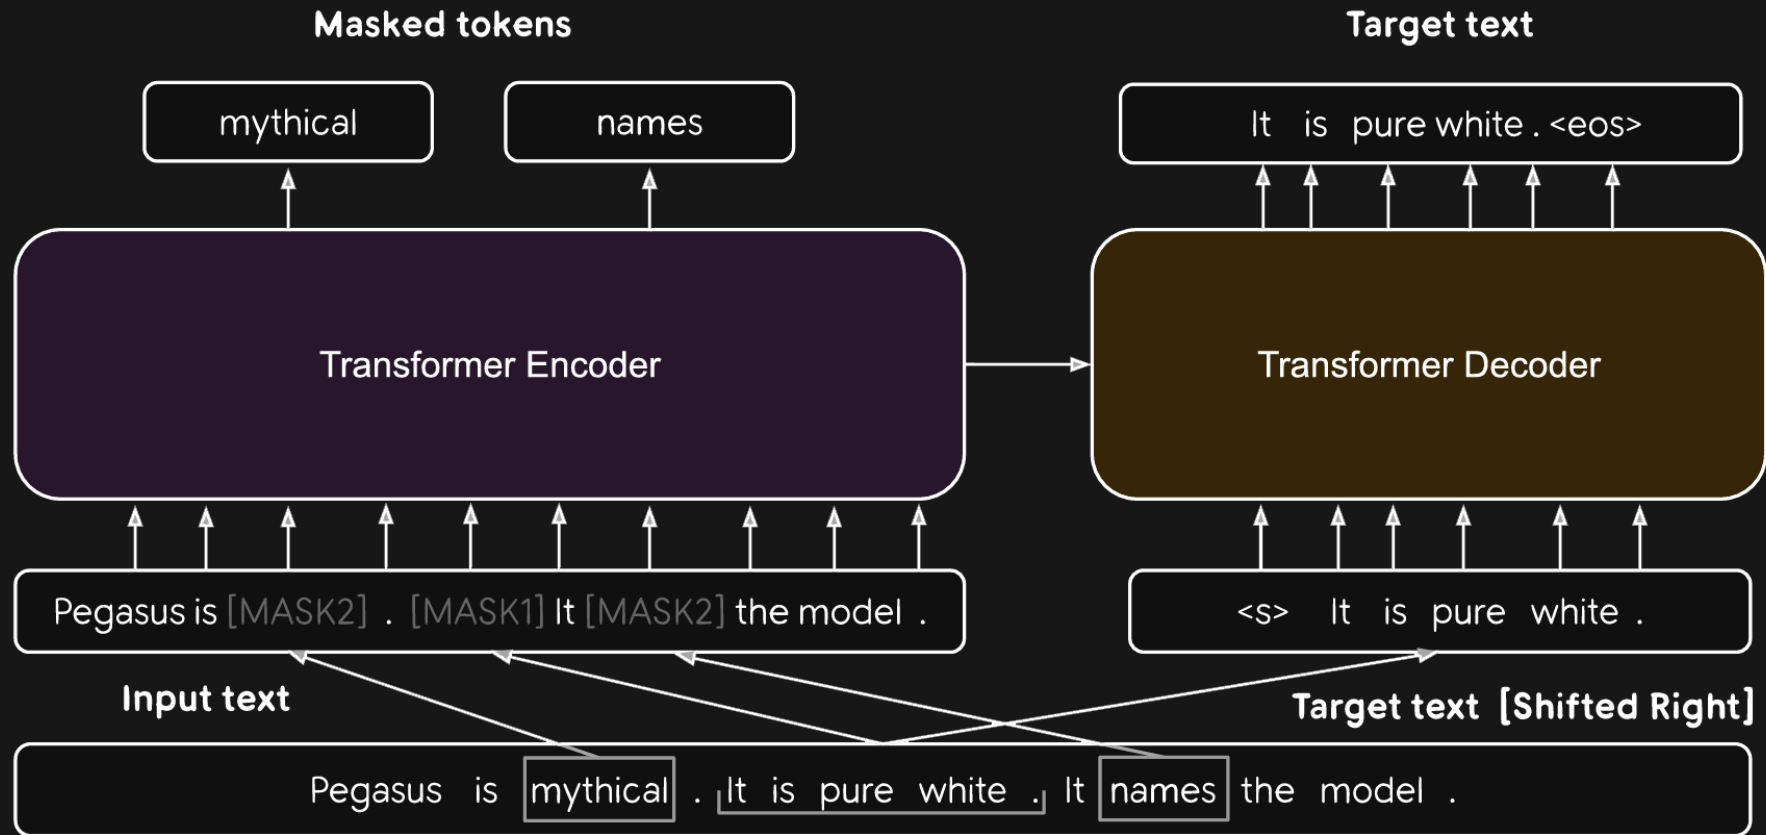 Masked tokens
Target text
mythical
names
It is pure white . <eos>
Transformer Encoder
Transformer Decoder
Pegasus is [MASK2] . [MASK1] It [MASK2] the model .
<s> It is pure white .
Input text
Target text [Shifted Right]
Pegasus is mythical . It is pure white . It names the model .